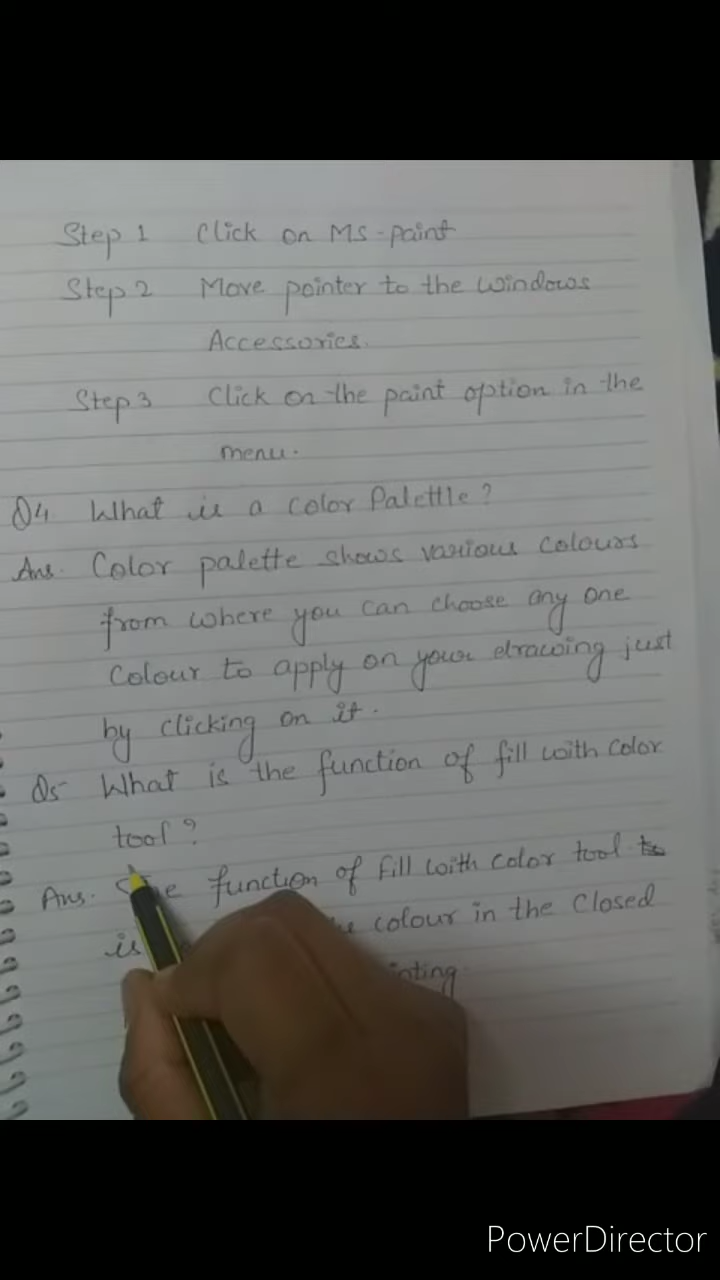 Step 1 Click on MS-paint
Step 2 Move pointer to the windows
Accessories.
Step 3 Click on the paint option in the
menu.
Q4 What is a color Palettle?
Ans. Color palette shows various colours
from where you can choose any one
Colour to apply on your drawing just
by clicking on it.
Q5 What is the function of fill with color
tool?
Ans. function of fill with color tool
is colour in the Closed
PowerDirector